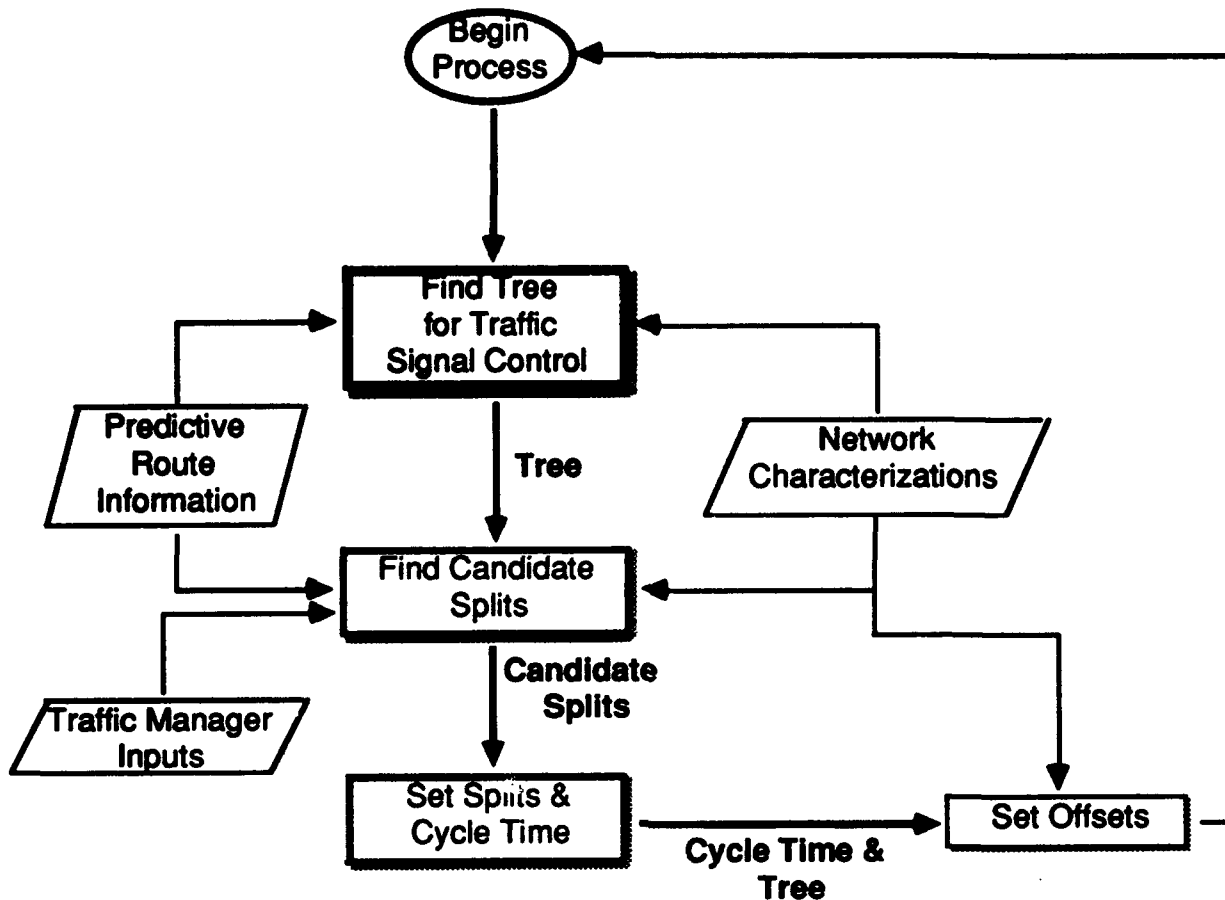 Begin
Process
Find Tree
for Traffic
Signal Control
Predictive
Route
Information
Tree
Network
Characterizations
Find Candidate
Splits
Candidate
Splits
Traffic Manager
Inputs
Set Splits &
Cycle Time
Cycle Time &
Tree
Set Offsets